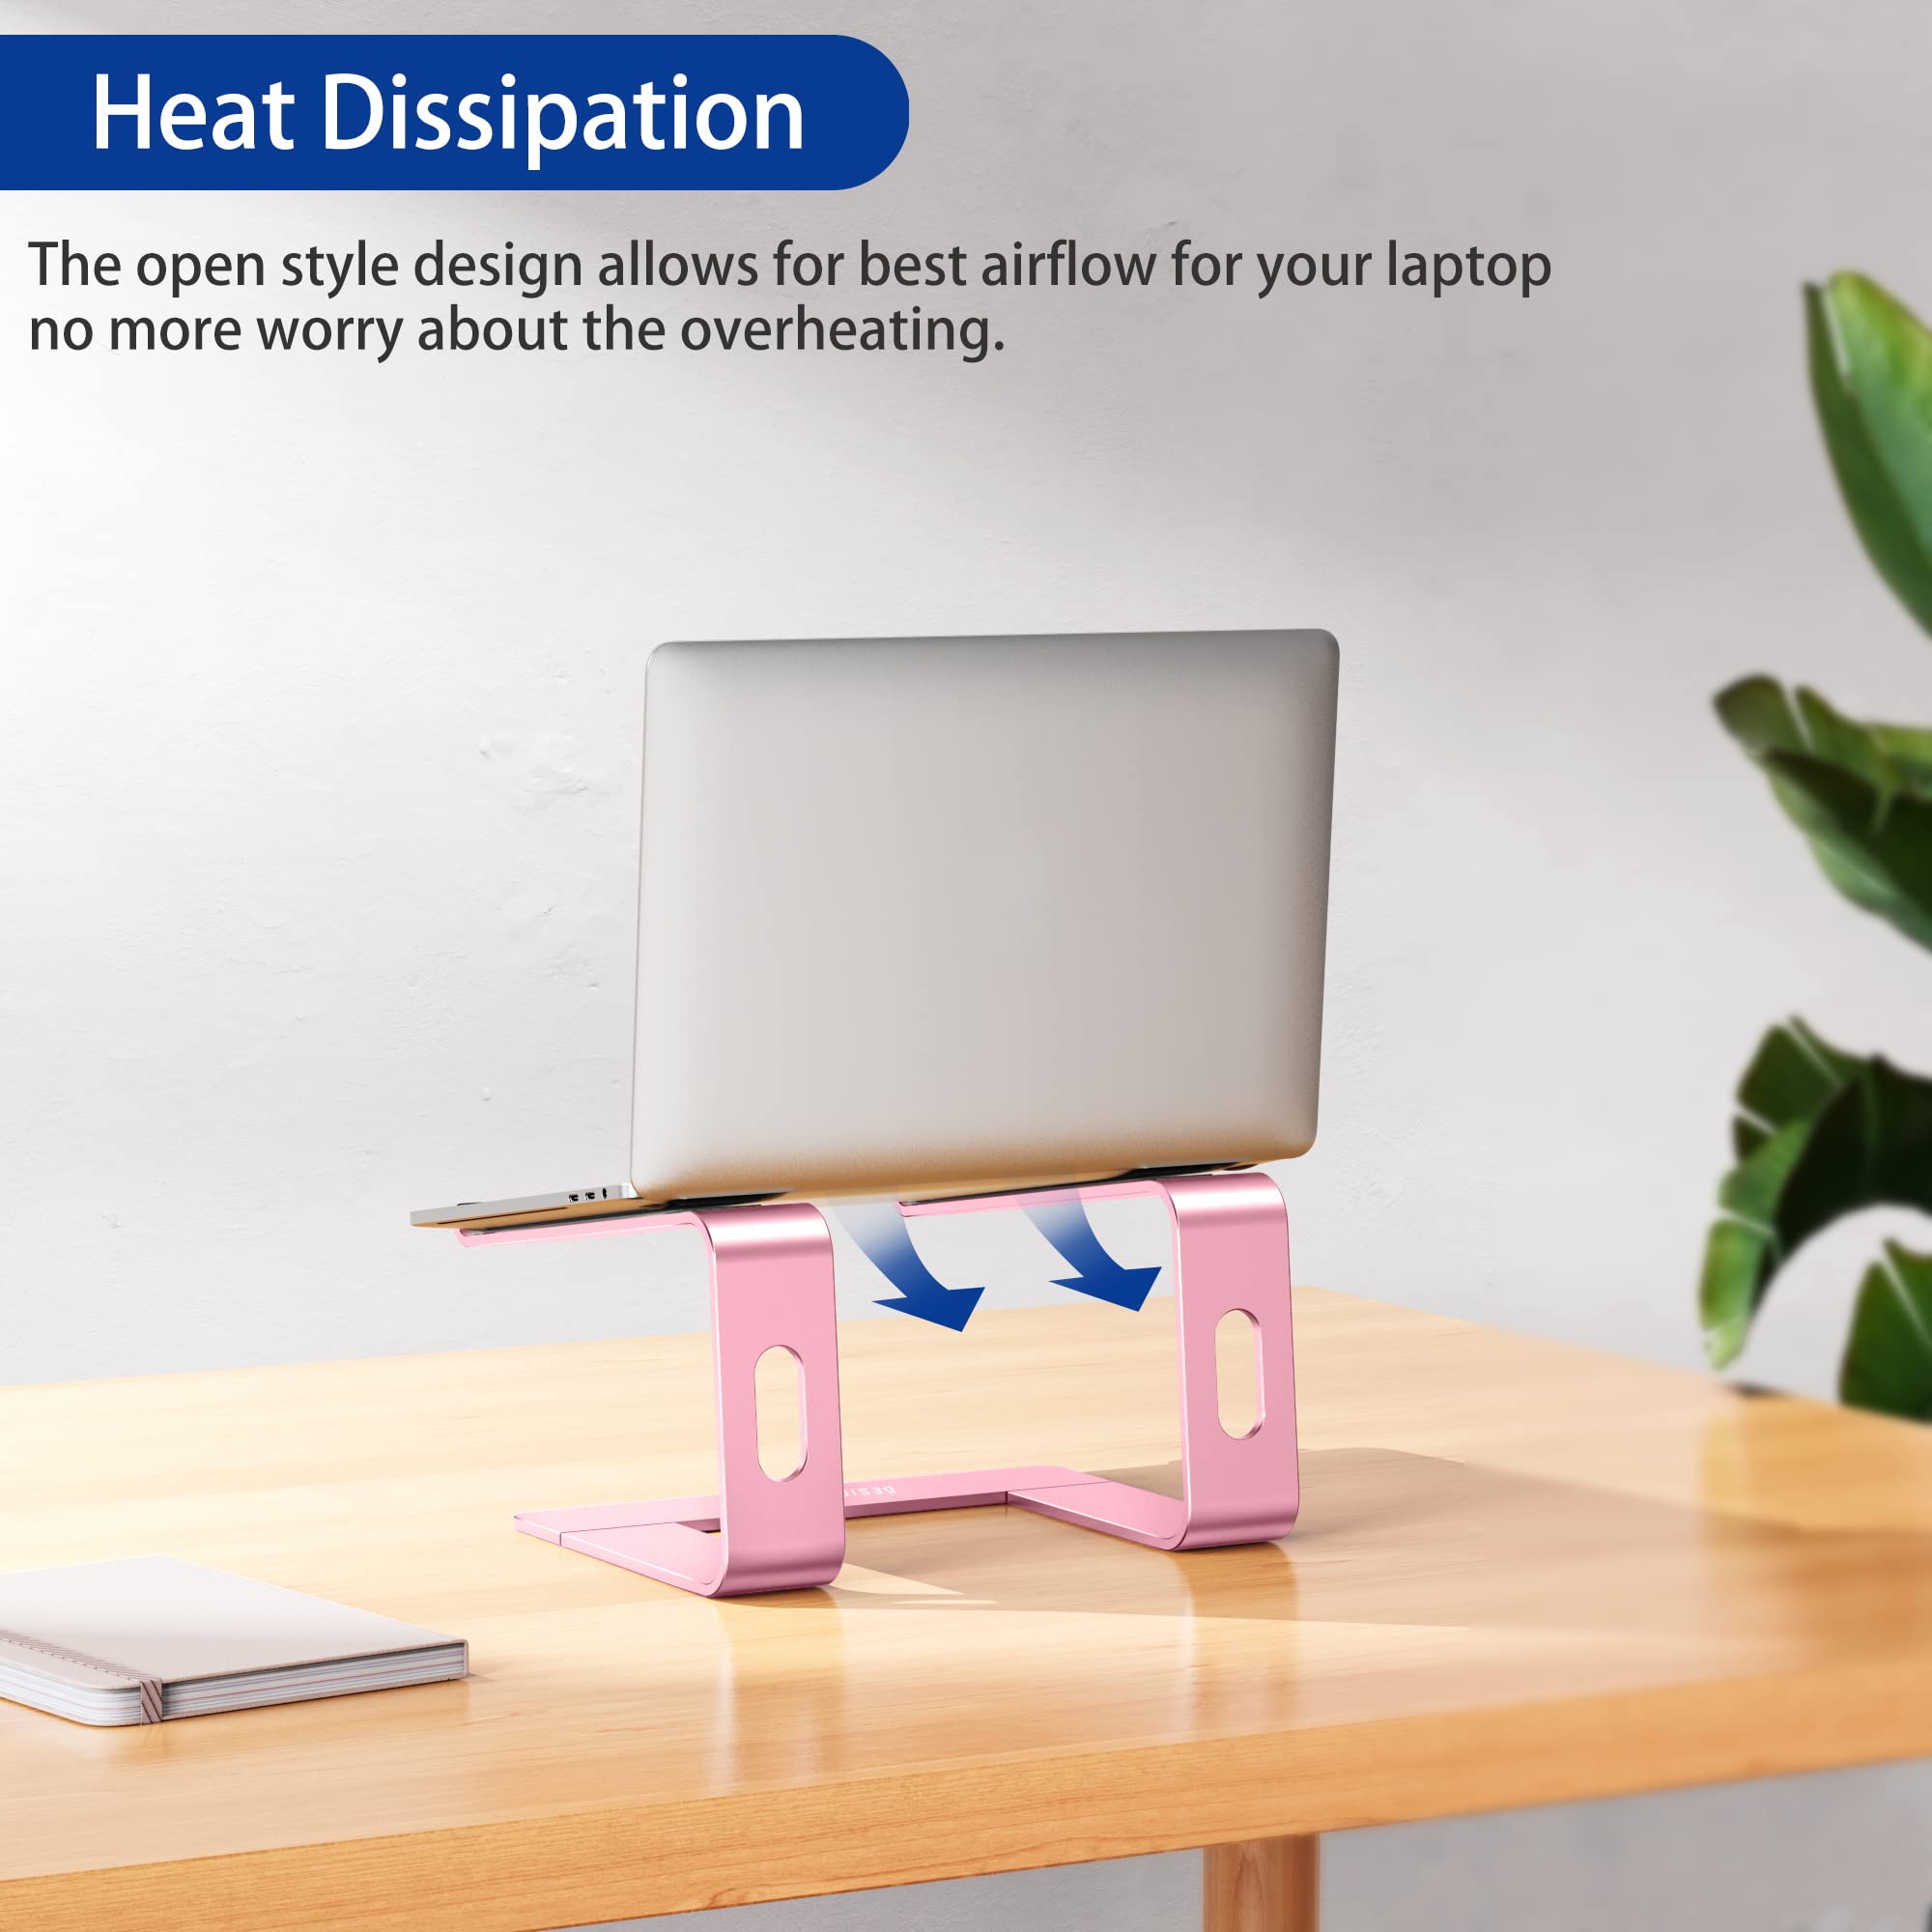 Heat Dissipation
The open style design allows for best airflow for your laptop
no more worry about the overheating.